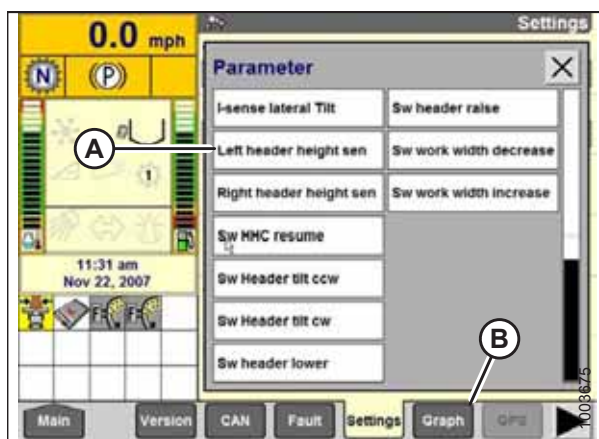 0.0 mph
Settings
N
(P)
Parameter
X
I-sense lateral Tilt
Sw header raise
A
Left header height sen
Sw work width decrease
1
Right header height sen
Sw work width increase
Sw HHC resume
11:31 am
Nov 22, 2007
Sw Header tilt ccw
F
F
Sw Header tilt cw
B
Sw header lower
1003675
Main
Version
CAN
Fault
Settings
Graph
GPS